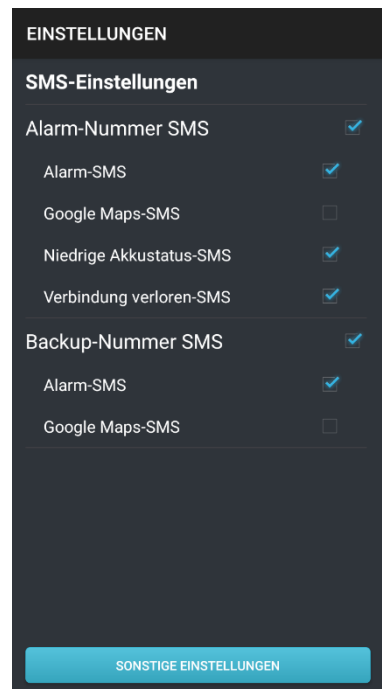 EINSTELLUNGEN
SMS-Einstellungen
Alarm-Nummer SMS
Alarm-SMS
Google Maps-SMS
Niedrige Akkustatus-SMS
Verbindung verloren-SMS
Backup-Nummer SMS
Alarm-SMS
Google Maps-SMS
SONSTIGE EINSTELLUNGEN